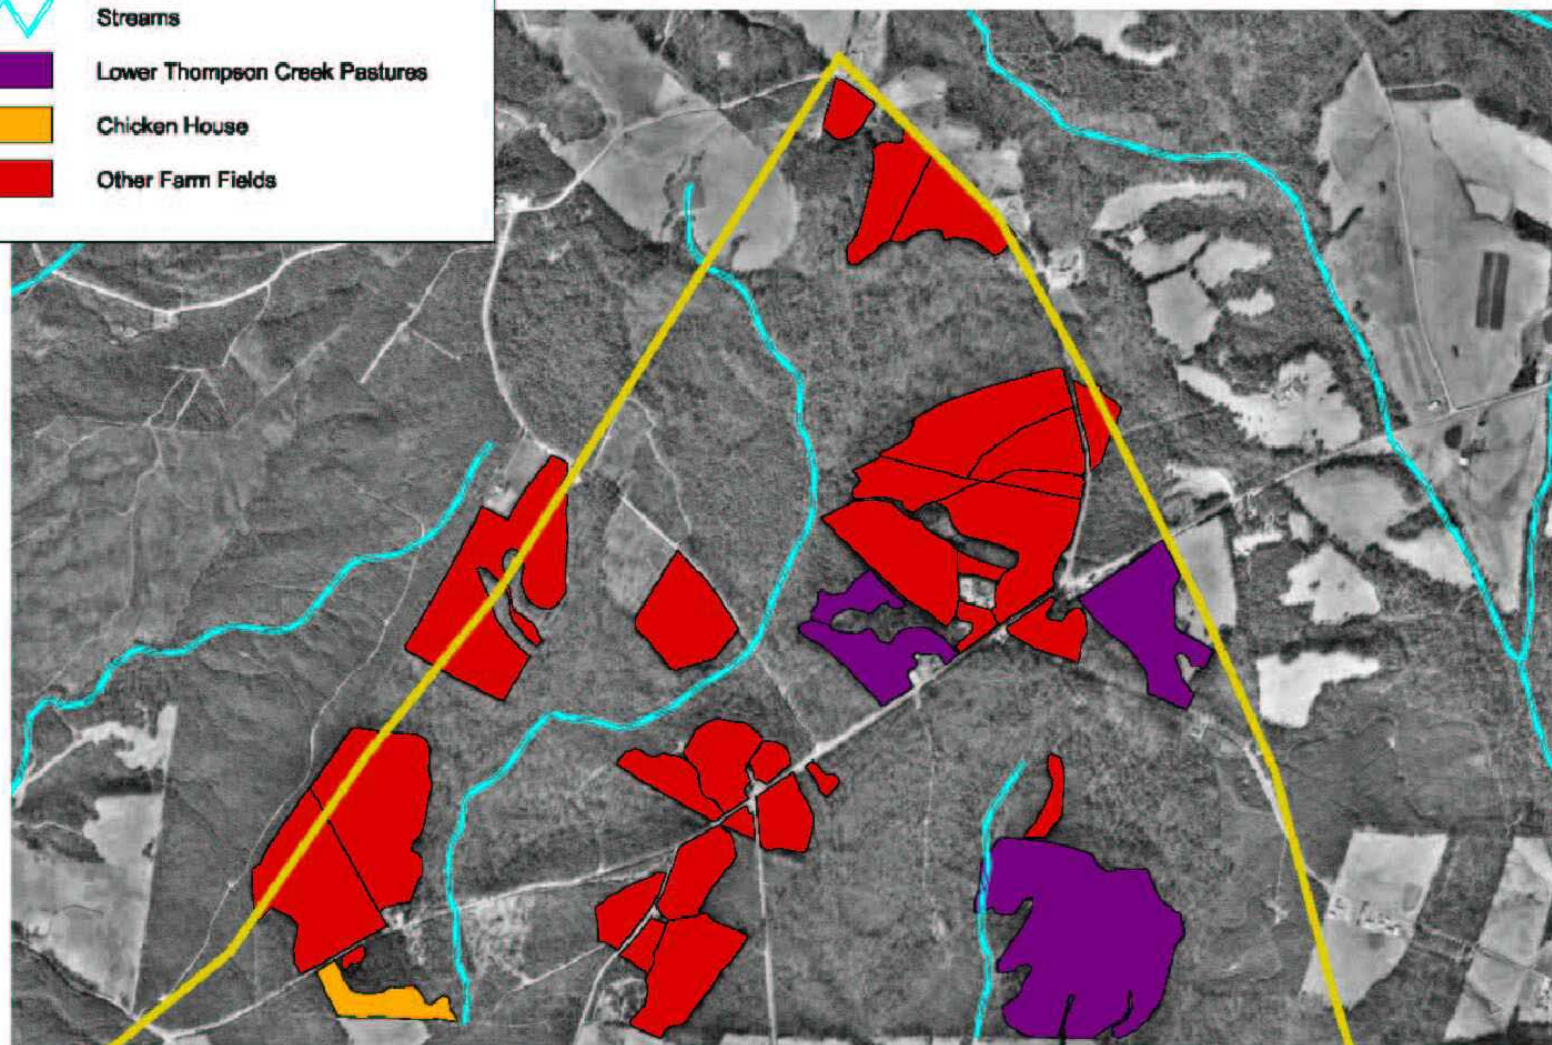 Streams
Lower Thompson Creek Pastures
Chicken House
Other Farm Fields